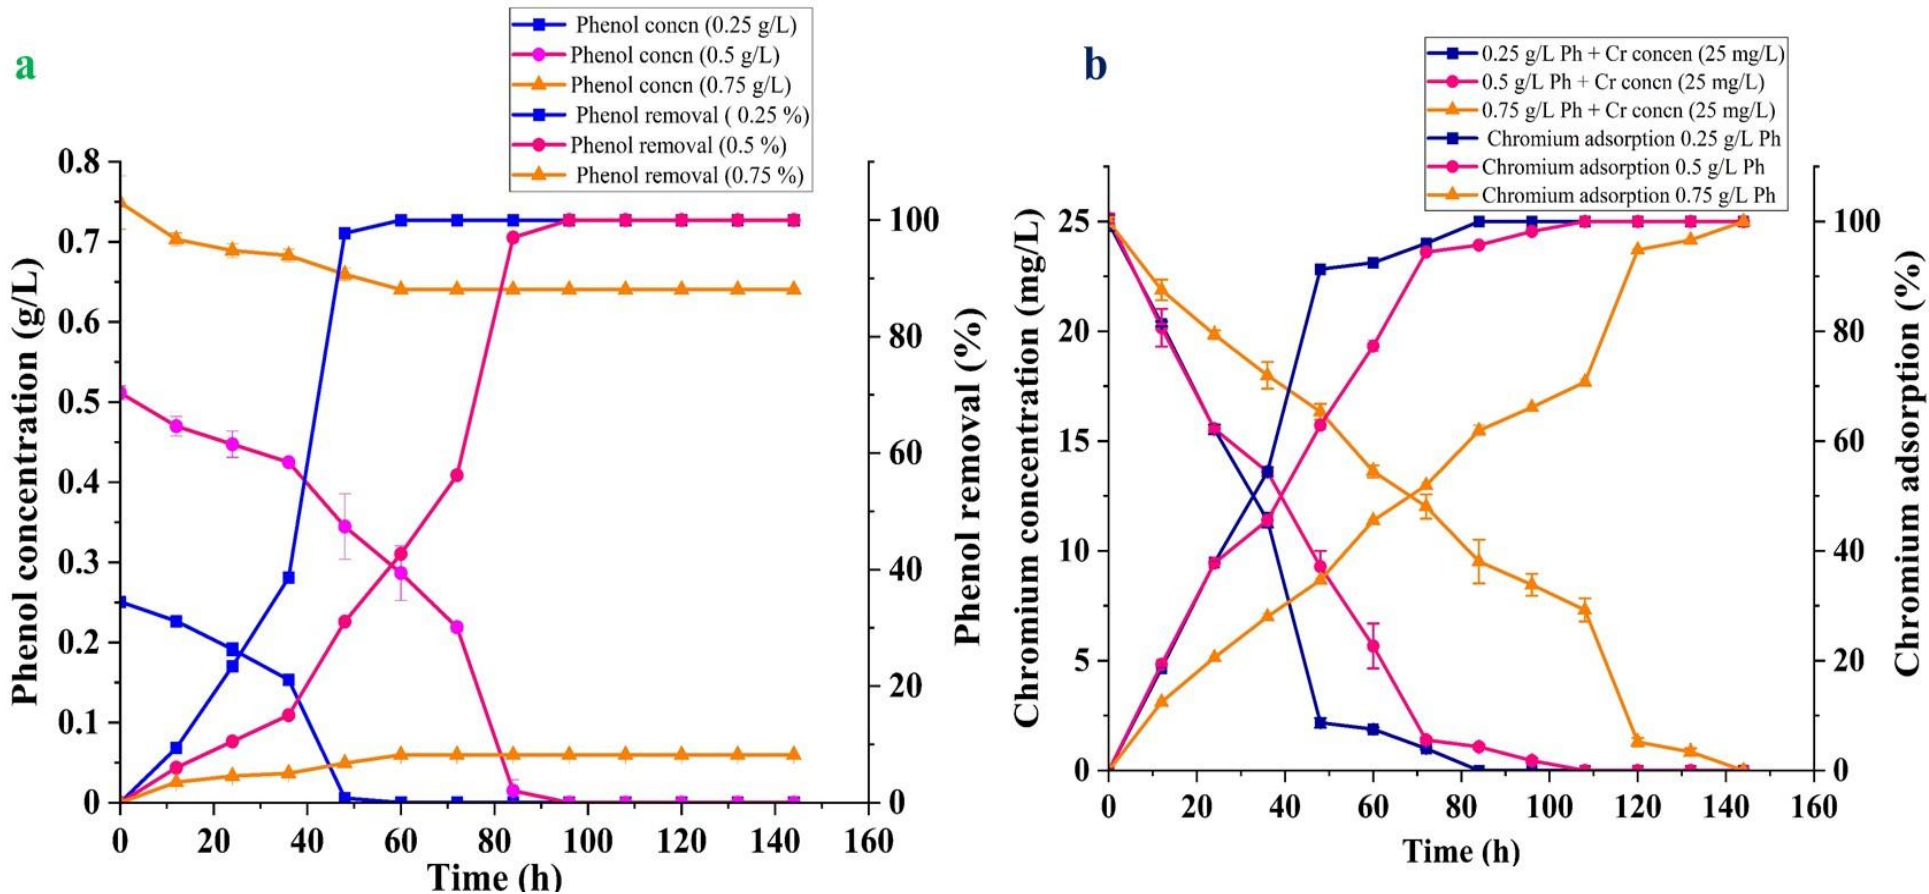 a
Phenol concn (0.25 g/L)
Phenol concn (0.5 g/L)
Phenol concn (0.75 g/L)
Phenol removal ( 0.25 %)
Phenol removal (0.5 %)
Phenol removal (0.75 %)
Phenol concentration (g/L)
0.8
0.7
0.6
0.5
0.4
0.3
0.2
0.1
0
100
80
60
40
20
0
Phenol removal (%)
0 20 40 60 80 100 120 140 160
Time (h)
b
0.25 g/L Ph + Cr concen (25 mg/L)
0.5 g/L Ph + Cr concn (25 mg/L)
0.75 g/L Ph + Cr concn (25 mg/L)
Chromium adsorption 0.25 g/L Ph
Chromium adsorption 0.5 g/L Ph
Chromium adsorption 0.75 g/L Ph
Chromium concentration (mg/L)
25
20
15
10
5
0
100
80
60
40
20
0
Chromium adsorption (%)
0 20 40 60 80 100 120 140 160
Time (h)